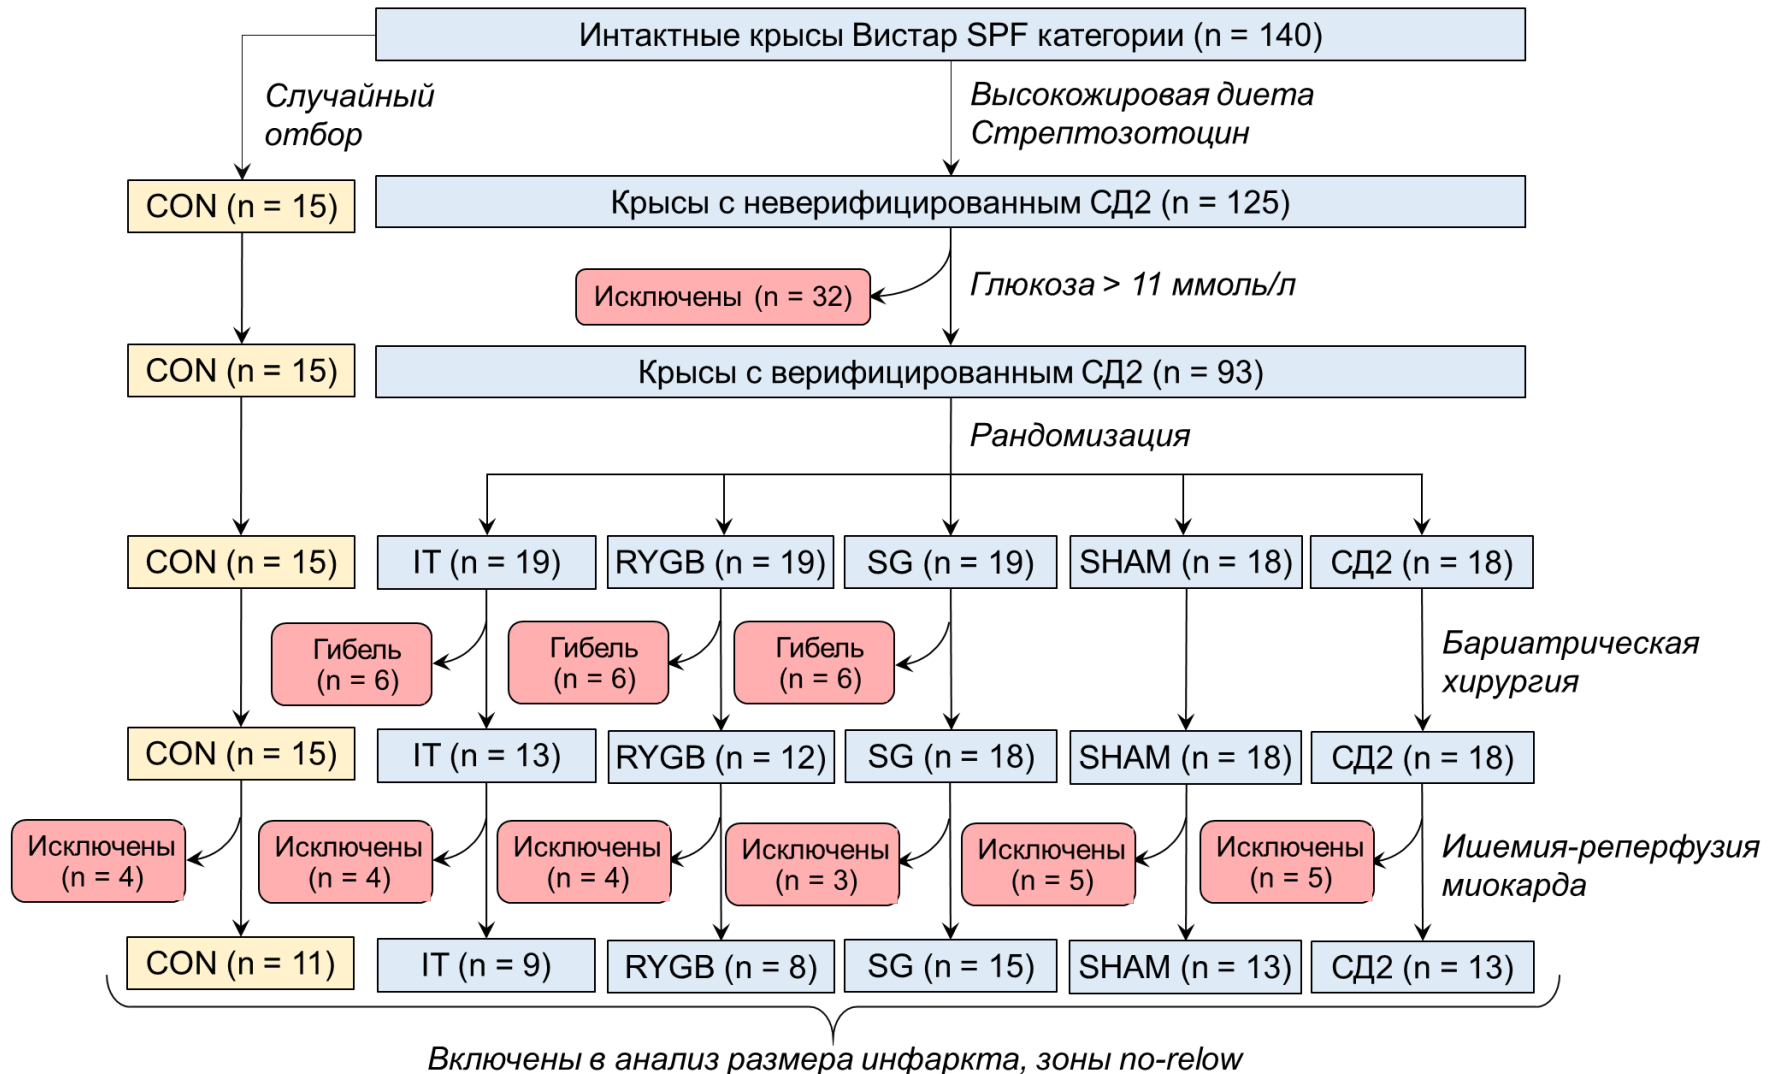 Интактные крысы Вистар SPF категории (n = 140)
Случайный
отбор
Высокожировая диета
Стрептозотоцин
CON (n = 15)
Крысы с неверифицированным СД2 (n = 125)
Исключены (n = 32)
Глюкоза > 11 ммоль/л
CON (n = 15)
Крысы с верифицированным СД2 (n = 93)
Рандомизация
CON (n = 15)
IT (n = 19)
RYGB (n = 19)
SG (n = 19)
SHAM (n = 18)
СД2 (n = 18)
Гибель
(n = 6)
Гибель
(n = 6)
Гибель
(n = 6)
Бариатрическая
хирургия
CON (n = 15)
IT (n = 13)
RYGB (n = 12)
SG (n = 18)
SHAM (n = 18)
СД2 (n = 18)
Исключены
(n = 4)
Исключены
(n = 4)
Исключены
(n = 4)
Исключены
(n = 3)
Исключены
(n = 5)
Исключены
(n = 5)
Ишемия-реперфузия
миокарда
CON (n = 11)
IT (n = 9)
RYGB (n = 8)
SG (n = 15)
SHAM (n = 13)
СД2 (n = 13)
Включены в анализ размера инфаркта, зоны no-relow